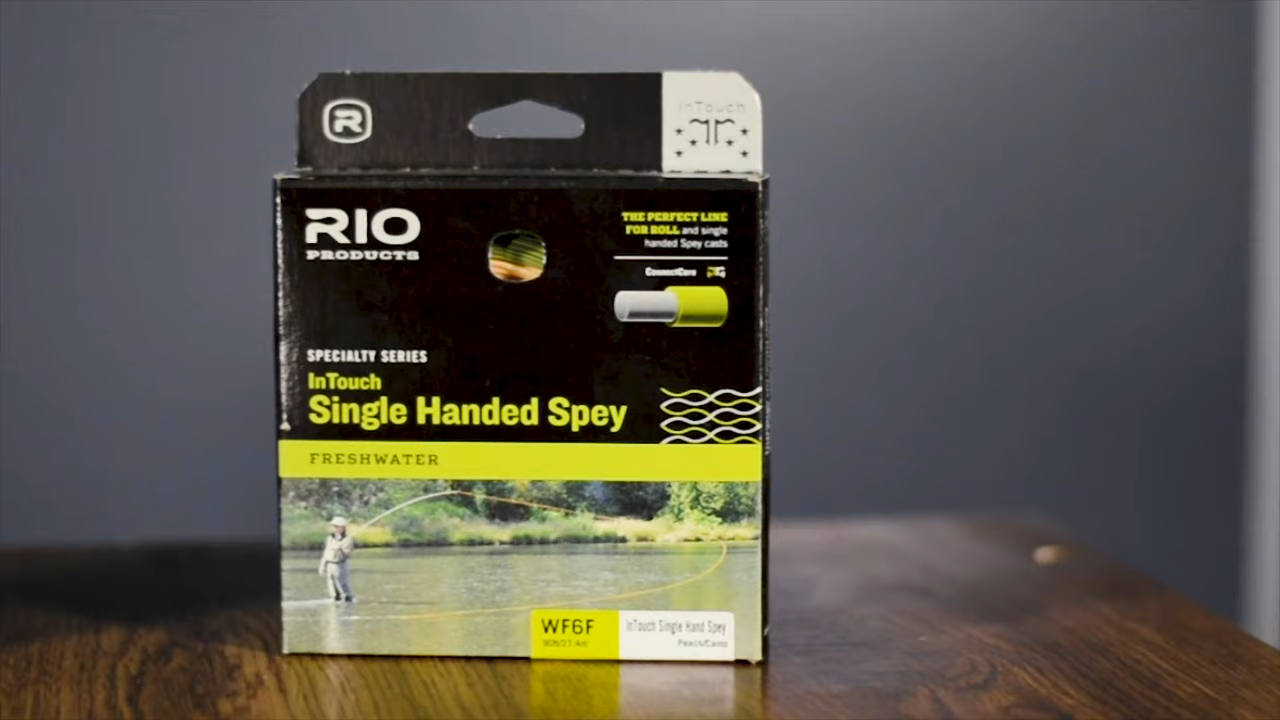 R
InTouch
RIO
PRODUCTS
THE PERFECT LINE
FOR ROLL and single
handed Spey casts
ConnectCore
SPECIALTY SERIES
InTouch
Single Handed Spey
FRESHWATER
WF6F
InTouch Single Hand Spey
Peach/Camo